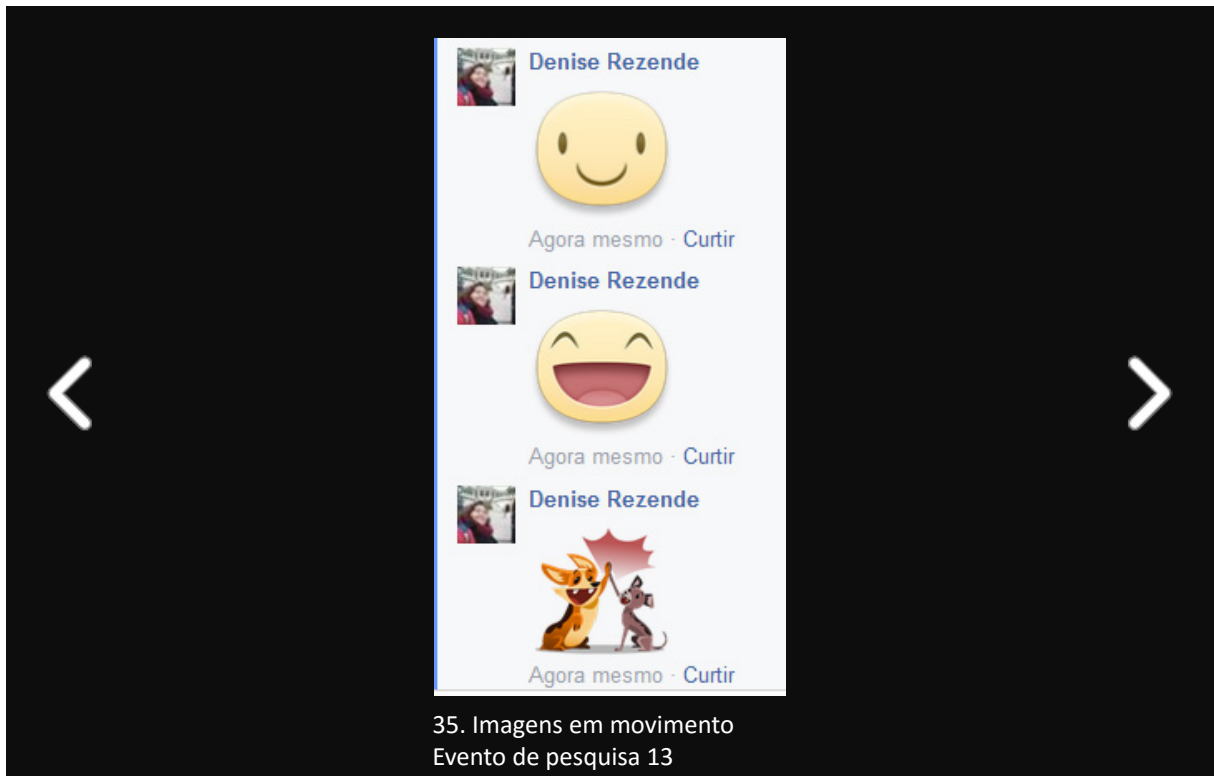 Denise Rezende
Agora mesmo · Curtir
Denise Rezende
Agora mesmo · Curtir
Denise Rezende
Agora mesmo · Curtir
35. Imagens em movimento
Evento de pesquisa 13